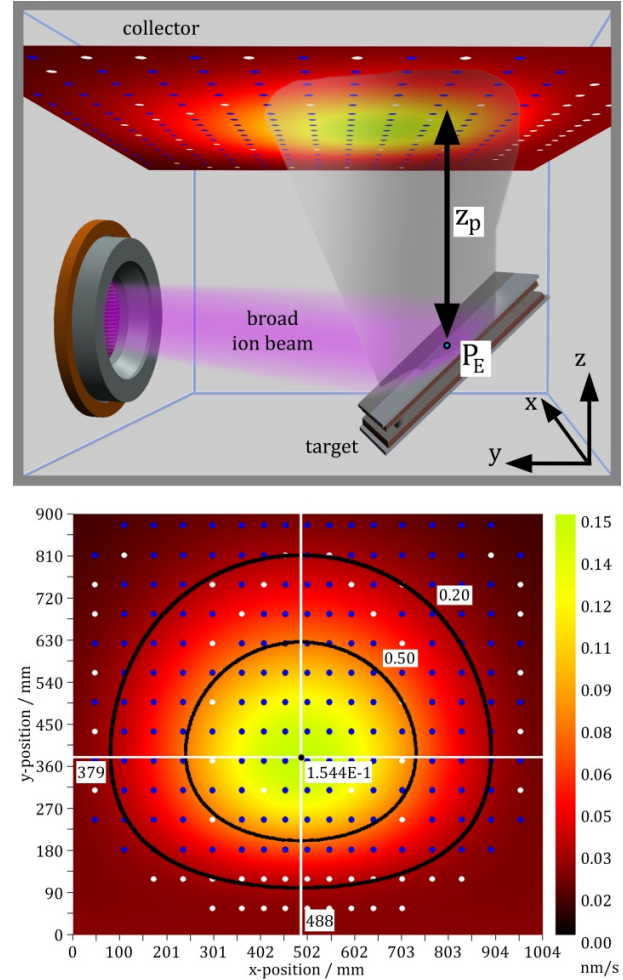 collector
z_p
broad
ion beam
P_E
z
x
target
y
900
810
720
630
540
450
360
270
180
90
0
y-position / mm
0.20
0.50
379
1.544E-1
488
0 100 201 301 401 502 602 703 803 903 1004
x-position / mm
0.15
0.14
0.12
0.11
0.09
0.08
0.06
0.05
0.03
0.02
0.00
nm/s